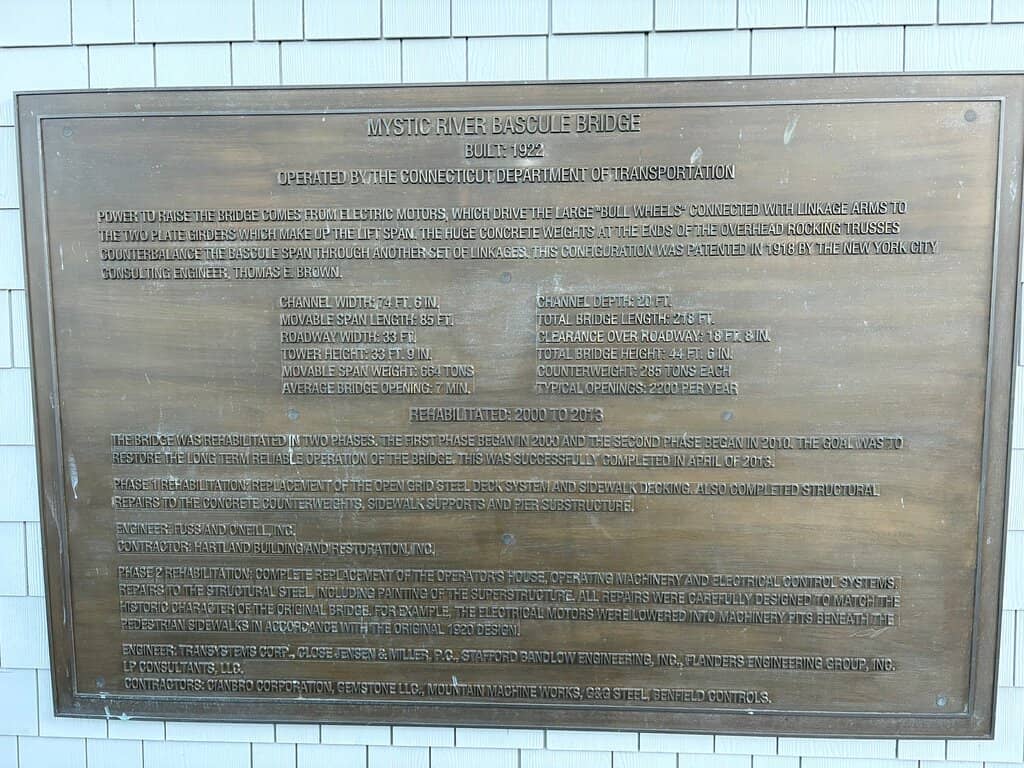 MYSTIC RIVER BASCULE BRIDGE
BUILT: 1922
OPERATED BY THE CONNECTICUT DEPARTMENT OF TRANSPORTATION
POWER TO RAISE THE BRIDGE COMES FROM ELECTRIC MOTORS, WHICH DRIVE THE LARGE "BULL WHEELS" CONNECTED WITH LINKAGE ARMS TO
THE TWO PLATE GIRDERS WHICH MAKE UP THE LIFT SPAN. THE HUGE CONCRETE WEIGHTS AT THE ENDS OF THE OVERHEAD ROCKING TRUSSES
COUNTERBALANCE THE BASCULE SPAN THROUGH ANOTHER SET OF LINKAGES. THIS CONFIGURATION WAS PATENTED IN 1918 BY THE NEW YORK CITY
CONSULTING ENGINEER, THOMAS E. BROWN.
CHANNEL WIDTH: 74 FT. 6 IN.
MOVABLE SPAN LENGTH: 85 FT.
ROADWAY WIDTH: 33 FT.
TOWER HEIGHT: 33 FT. 9 IN.
MOVABLE SPAN WEIGHT: 664 TONS
AVERAGE BRIDGE OPENING: 7 MIN.
CHANNEL DEPTH: 20 FT.
TOTAL BRIDGE LENGTH: 218 FT.
CLEARANCE OVER ROADWAY: 18 FT. 8 IN.
TOTAL BRIDGE HEIGHT: 44 FT. 6 IN.
COUNTERWEIGHT: 285 TONS EACH
TYPICAL OPENINGS: 2200 PER YEAR
REHABILITATED: 2000 TO 2013
THE BRIDGE WAS REHABILITATED IN TWO PHASES. THE FIRST PHASE BEGAN IN 2000 AND THE SECOND PHASE BEGAN IN 2010. THE GOAL WAS TO
RESTORE THE LONG TERM RELIABLE OPERATION OF THE BRIDGE. THIS WAS SUCCESSFULLY COMPLETED IN APRIL OF 2013.
PHASE 1 REHABILITATION: REPLACEMENT OF THE OPEN GRID STEEL DECK SYSTEM AND SIDEWALK DECKING. ALSO COMPLETED STRUCTURAL
REPAIRS TO THE CONCRETE COUNTERWEIGHTS, SIDEWALK SUPPORTS AND PIER SUBSTRUCTURE.
ENGINEER: FUSS AND O'NEILL, INC.
CONTRACTOR: HARTLAND BUILDING AND RESTORATION, INC.
PHASE 2 REHABILITATION: COMPLETE REPLACEMENT OF THE OPERATOR'S HOUSE, OPERATING MACHINERY AND ELECTRICAL CONTROL SYSTEMS,
REPAIRS TO THE STRUCTURAL STEEL, INCLUDING PAINTING OF THE SUPERSTRUCTURE. ALL REPAIRS WERE CAREFULLY DESIGNED TO MATCH THE
HISTORIC CHARACTER OF THE ORIGINAL BRIDGE. FOR EXAMPLE, THE ELECTRICAL MOTORS WERE LOWERED INTO MACHINERY PITS BENEATH THE
PEDESTRIAN SIDEWALKS IN ACCORDANCE WITH THE ORIGINAL 1920 DESIGN.
ENGINEER: TRANSYSTEMS CORP., CLOSE JENSEN & MILLER, P.C., STAFFORD BANDLOW ENGINEERING, INC., FLANDERS ENGINEERING GROUP, INC.
LP CONSULTANTS, LLC.
CONTRACTORS: CIANBRO CORPORATION, GEMSTONE LLC., MOUNTAIN MACHINE WORKS, G&G STEEL, BENFIELD CONTROLS.